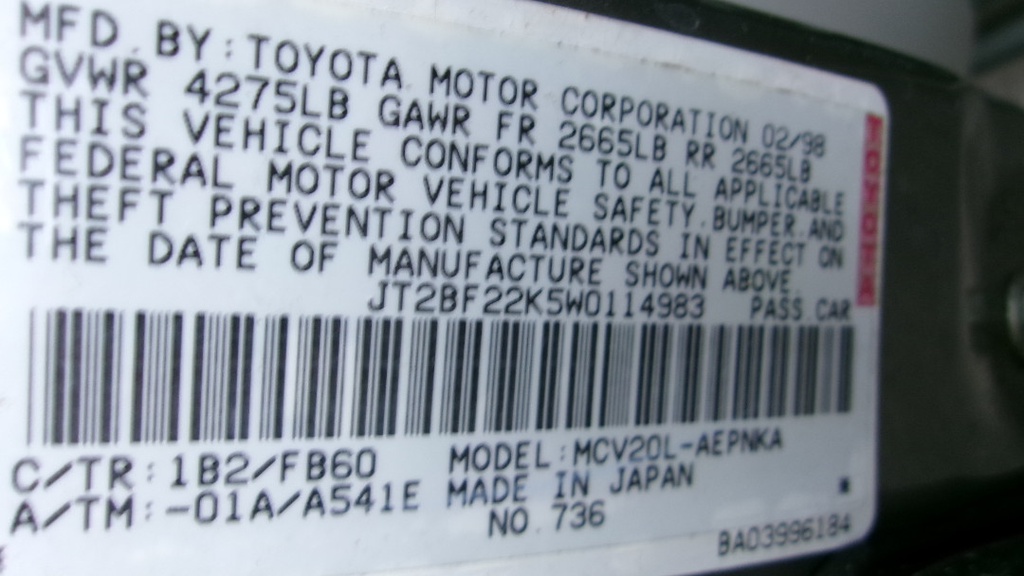 MFD. BY: TOYOTA MOTOR CORPORATION 02/98
GVWR 4275LB GAWR FR 2665LB RR 2665LB
THIS VEHICLE CONFORMS TO ALL APPLICABLE
FEDERAL MOTOR VEHICLE SAFETY, BUMPER, AND
THEFT PREVENTION STANDARDS IN EFFECT ON
THE DATE OF MANUFACTURE SHOWN ABOVE.
JT2BF22K5W0114983 PASS.CAR
C/TR: 1B2/FB60 MODEL: MCV20L-AEPNKA
A/TM: -01A/A541E MADE IN JAPAN
NO. 736
BA03996184